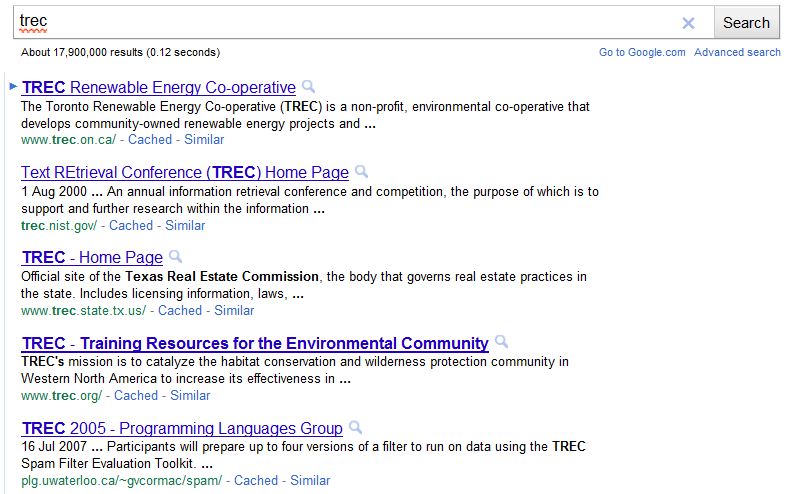 trec
Search
About 17,900,000 results (0.12 seconds)
Go to Google.com Advanced search
TREC Renewable Energy Co-operative
The Toronto Renewable Energy Co-operative (TREC) is a non-profit, environmental co-operative that
develops community-owned renewable energy projects and ...
www.trec.on.ca/ - Cached - Similar
Text REtrieval Conference (TREC) Home Page
1 Aug 2000 ... An annual information retrieval conference and competition, the purpose of which is to
support and further research within the information ...
trec.nist.gov/ - Cached - Similar
TREC - Home Page
Official site of the Texas Real Estate Commission, the body that governs real estate practices in
the state. Includes licensing information, laws, ...
www.trec.state.tx.us/ - Cached - Similar
TREC - Training Resources for the Environmental Community
TREC's mission is to catalyze the habitat conservation and wilderness protection community in
Western North America to increase its effectiveness in ...
www.trec.org/ - Cached - Similar
TREC 2005 - Programming Languages Group
16 Jul 2007 ... Participants will prepare up to four versions of a filter to run on data using the TREC
Spam Filter Evaluation Toolkit. ...
plg.uwaterloo.ca/~gvcormac/spam/ - Cached - Similar